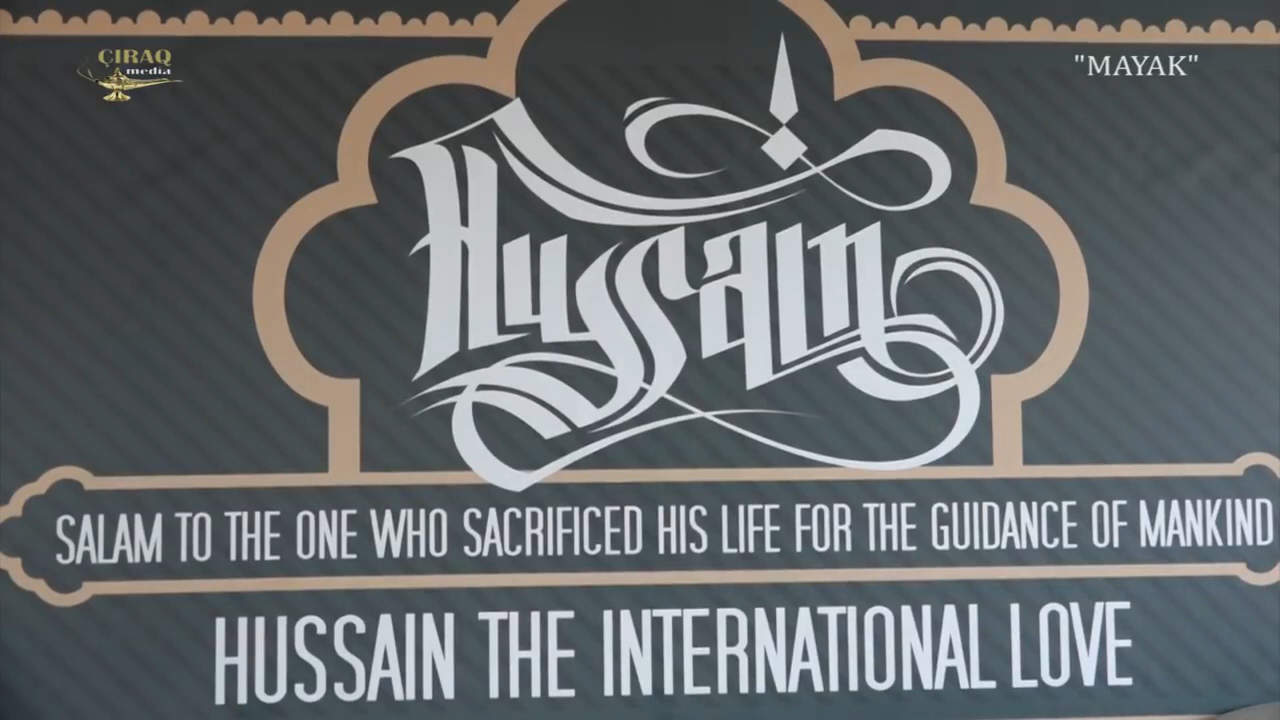 ÇIRAQ
media
"MAYAK"
Husain
SALAM TO THE ONE WHO SACRIFICED HIS LIFE FOR THE GUIDANCE OF MANKIND
HUSSAIN THE INTERNATIONAL LOVE